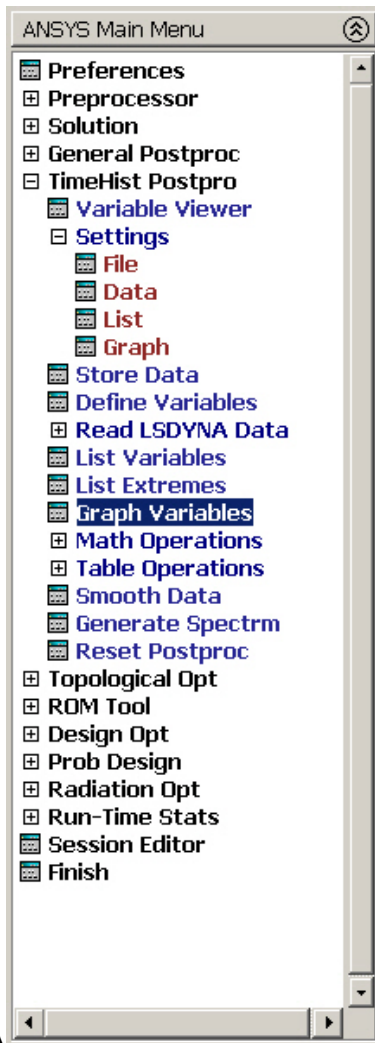 ANSYS Main Menu
Preferences
Preprocessor
Solution
General Postproc
TimeHist Postpro
Variable Viewer
Settings
File
Data
List
Graph
Store Data
Define Variables
Read LSDYNA Data
List Variables
List Extremes
Graph Variables
Math Operations
Table Operations
Smooth Data
Generate Spectrm
Reset Postproc
Topological Opt
ROM Tool
Design Opt
Prob Design
Radiation Opt
Run-Time Stats
Session Editor
Finish